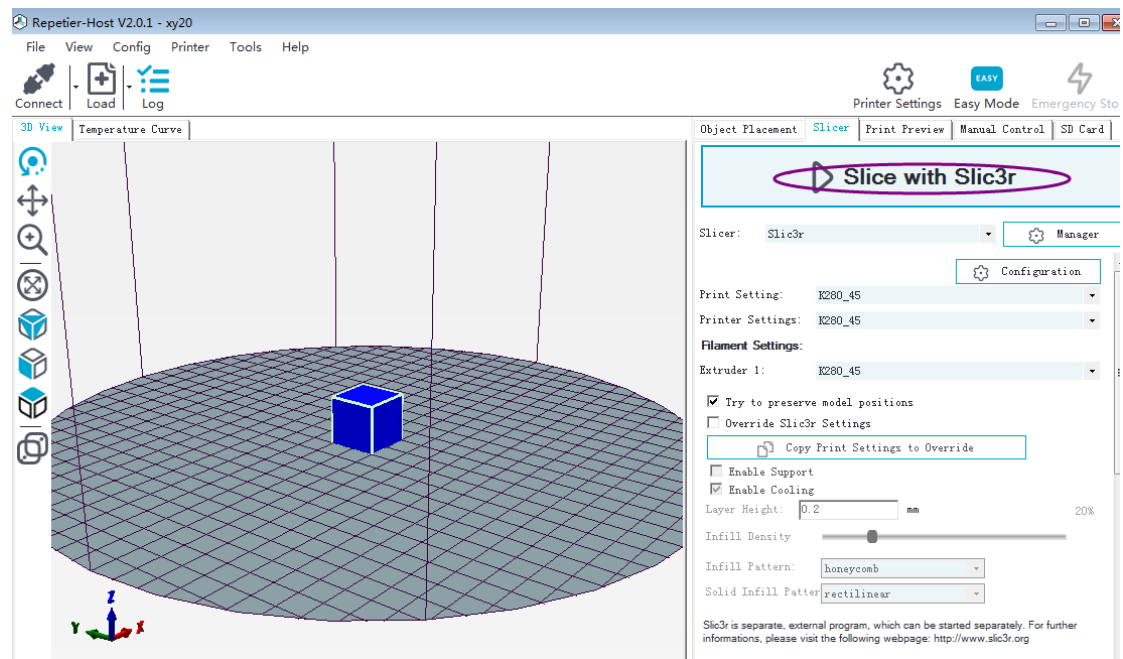 Repetier-Host V2.0.1 - xy20
File View Config Printer Tools Help
Connect Load Log
Printer Settings
EASY
Easy Mode
Emergency Sto
3D View Temperature Curve
Object Placement Slicer Print Preview Manual Control SD Card
Slice with Slic3r
Slicer: Slic3r Manager
Configuration
Print Setting: K280_45
Printer Settings: K280_45
Filament Settings:
Extruder 1: K280_45
Try to preserve model positions
Override Slic3r Settings
Copy Print Settings to Override
Enable Support
Enable Cooling
Layer Height: 0.2 mm 20%
Infill Density
Infill Pattern: honeycomb
Solid Infill Patter rectilinear
Slic3r is separate, external program, which can be started separately. For further
informations, please visit the following webpage: http://www.slic3r.org
Z
Y X